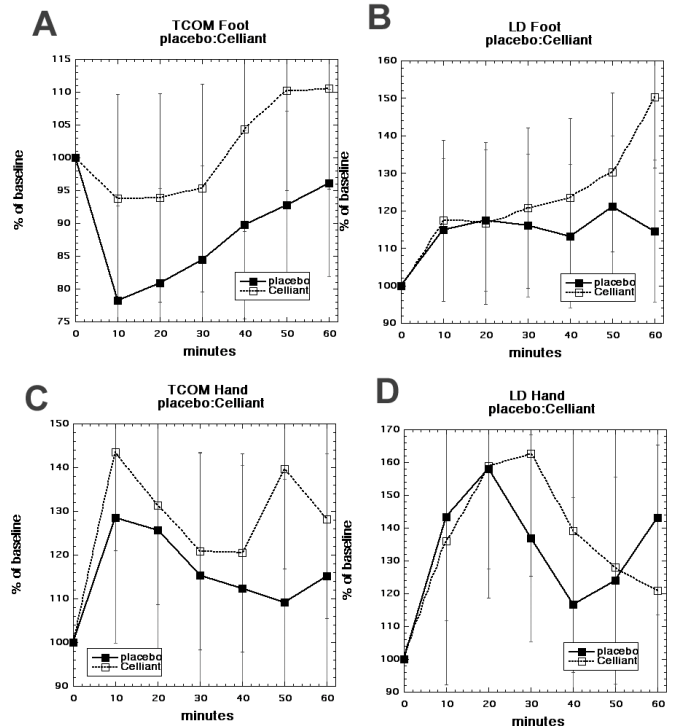 A
TCOM Foot
placebo:Celliant
% of baseline
115
110
105
100
95
90
85
80
75
0 10 20 30 40 50 60
minutes
placebo
Celliant
B
LD Foot
placebo:Celliant
% of baseline
160
150
140
130
120
110
100
90
0 10 20 30 40 50 60
minutes
placebo
Celliant
C
TCOM Hand
placebo:Celliant
% of baseline
150
140
130
120
110
100
90
0 10 20 30 40 50 60
minutes
placebo
Celliant
D
LD Hand
placebo:Celliant
% of baseline
170
160
150
140
130
120
110
100
90
0 10 20 30 40 50 60
minutes
placebo
Celliant